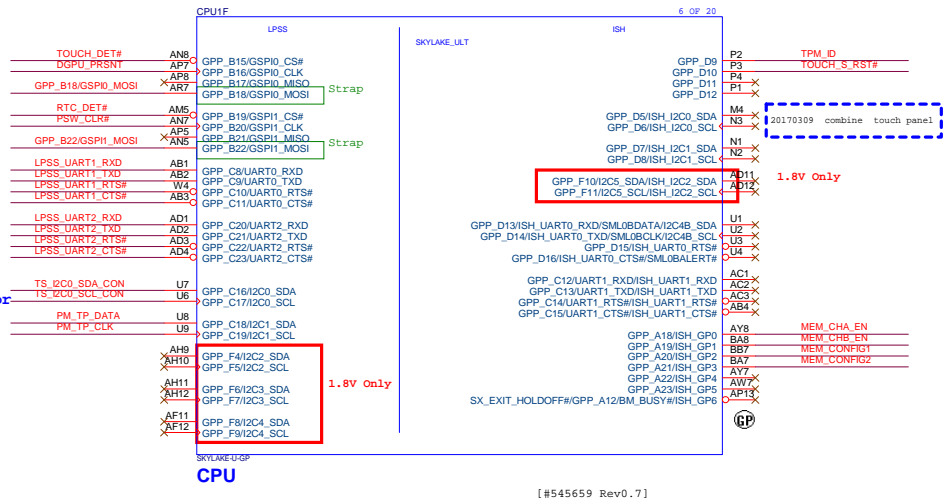 CPU1F
6 OF 20
LPSS
ISH
SKYLAKE_ULT
TOUCH_DET# AN8 GPP_B15/GSPI0_CS#
DGPU_PRSNT AP7 GPP_B16/GSPI0_CLK
AP8 GPP_B17/GSPI0_MISO
GPP_B18/GSPI0_MOSI AR7 GPP_B18/GSPI0_MOSI Strap
RTC_DET# AM5 GPP_B19/GSPI1_CS#
PSW_CLR# AN7 GPP_B20/GSPI1_CLK
AP5 GPP_B21/GSPI1_MISO
GPP_B22/GSPI1_MOSI AN5 GPP_B22/GSPI1_MOSI Strap
LPSS_UART1_RXD AB1 GPP_C8/UART0_RXD
LPSS_UART1_TXD AB2 GPP_C9/UART0_TXD
LPSS_UART1_RTS# W4 GPP_C10/UART0_RTS#
LPSS_UART1_CTS# AB3 GPP_C11/UART0_CTS#
LPSS_UART2_RXD AD1 GPP_C20/UART2_RXD
LPSS_UART2_TXD AD2 GPP_C21/UART2_TXD
LPSS_UART2_RTS# AD3 GPP_C22/UART2_RTS#
LPSS_UART2_CTS# AD4 GPP_C23/UART2_CTS#
TS_I2C0_SDA_CON U7 GPP_C16/I2C0_SDA
or TS_I2C0_SCL_CON U6 GPP_C17/I2C0_SCL
PM_TP_DATA U8 GPP_C18/I2C1_SDA
PM_TP_CLK U9 GPP_C19/I2C1_SCL
AH9 GPP_F4/I2C2_SDA
AH10 GPP_F5/I2C2_SCL
AH11 GPP_F6/I2C3_SDA
1.8V Only
AH12 GPP_F7/I2C3_SCL
AF11 GPP_F8/I2C4_SDA
AF12 GPP_F9/I2C4_SCL
GPP_D9 P2 TPM_ID
GPP_D10 P3 TOUCH_S_RST#
GPP_D11 P4
GPP_D12 P1
GPP_D5/ISH_I2C0_SDA M4
GPP_D6/ISH_I2C0_SCL N3
20170309 combine touch panel
GPP_D7/ISH_I2C1_SDA N1
GPP_D8/ISH_I2C1_SCL N2
GPP_F10/I2C5_SDA/ISH_I2C2_SDA AD11
1.8V Only
GPP_F11/I2C5_SCL/ISH_I2C2_SCL AD12
GPP_D13/ISH_UART0_RXD/SML0BDATA/I2C4B_SDA U1
GPP_D14/ISH_UART0_TXD/SML0BCLK/I2C4B_SCL U2
GPP_D15/ISH_UART0_RTS# U3
GPP_D16/ISH_UART0_CTS#/SML0BALERT# U4
GPP_C12/UART1_RXD/ISH_UART1_RXD AC1
GPP_C13/UART1_TXD/ISH_UART1_TXD AC2
GPP_C14/UART1_RTS#/ISH_UART1_RTS# AC3
GPP_C15/UART1_CTS#/ISH_UART1_CTS# AB4
GPP_A18/ISH_GP0 AY8 MEM_CHA_EN
GPP_A19/ISH_GP1 BA8 MEM_CHB_EN
GPP_A20/ISH_GP2 BB7 MEM_CONFIG1
GPP_A21/ISH_GP3 BA7 MEM_CONFIG2
GPP_A22/ISH_GP4 AY7
GPP_A23/ISH_GP5 AW7
SX_EXIT_HOLDOFF#/GPP_A12/BM_BUSY#/ISH_GP6 AP13
GP
SKYLAKE-U-GP
CPU
[#545659 Rev0.7]